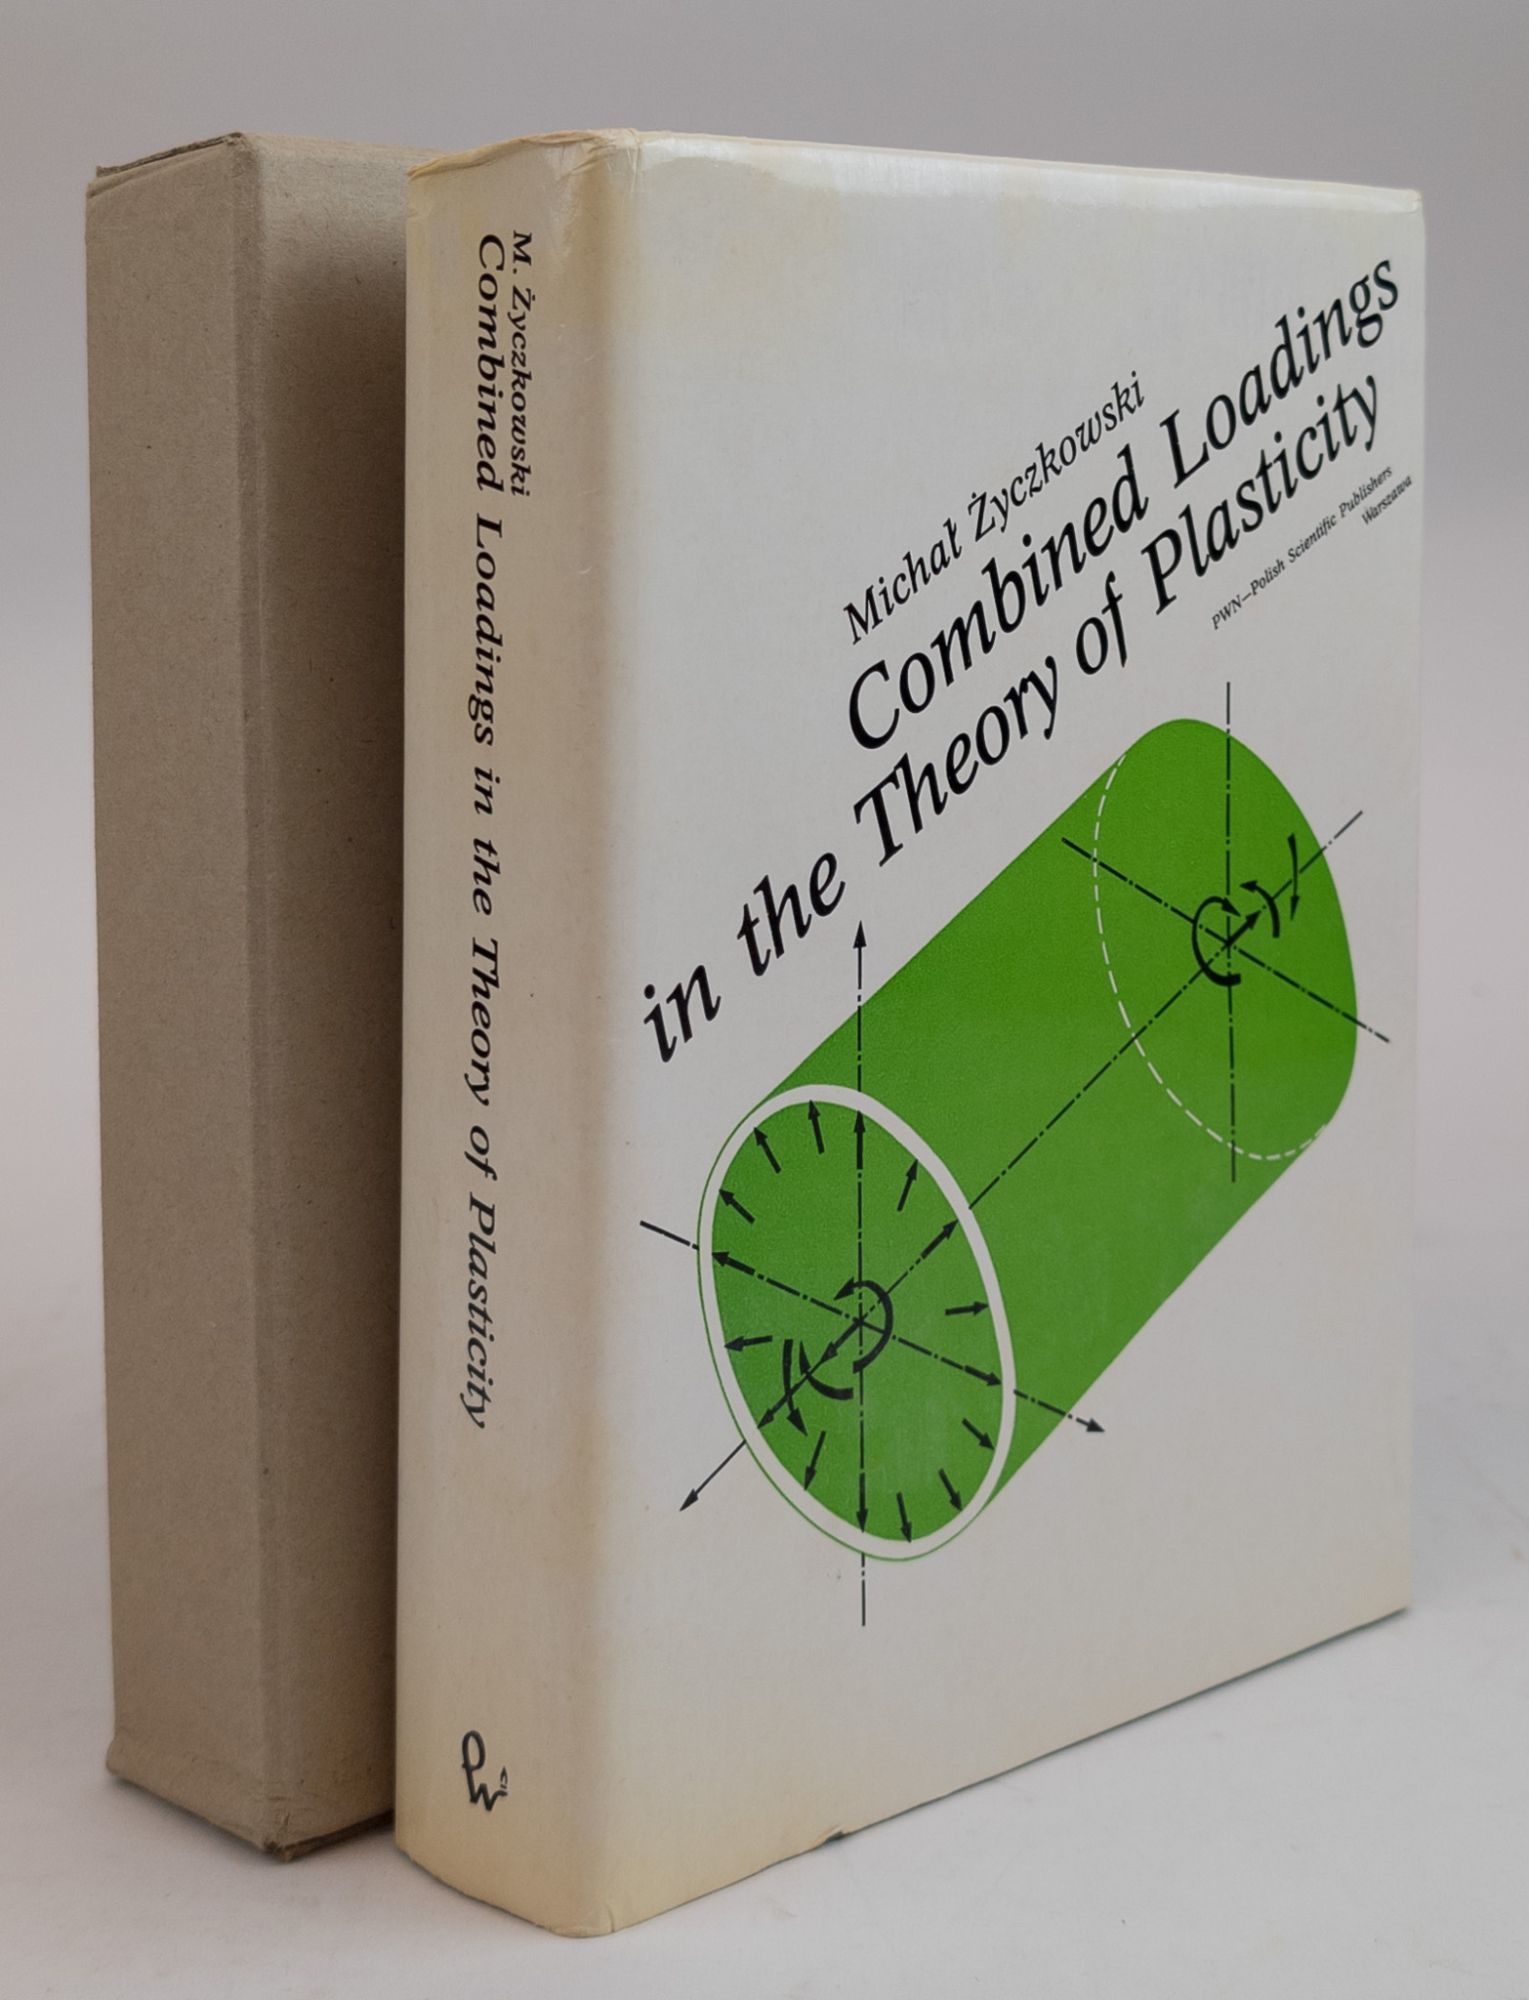 M. Życzkowski
Combined Loadings in the Theory of Plasticity
Michał Życzkowski
Combined Loadings
in the Theory of Plasticity
PWN—Polish Scientific Publishers
Warszawa